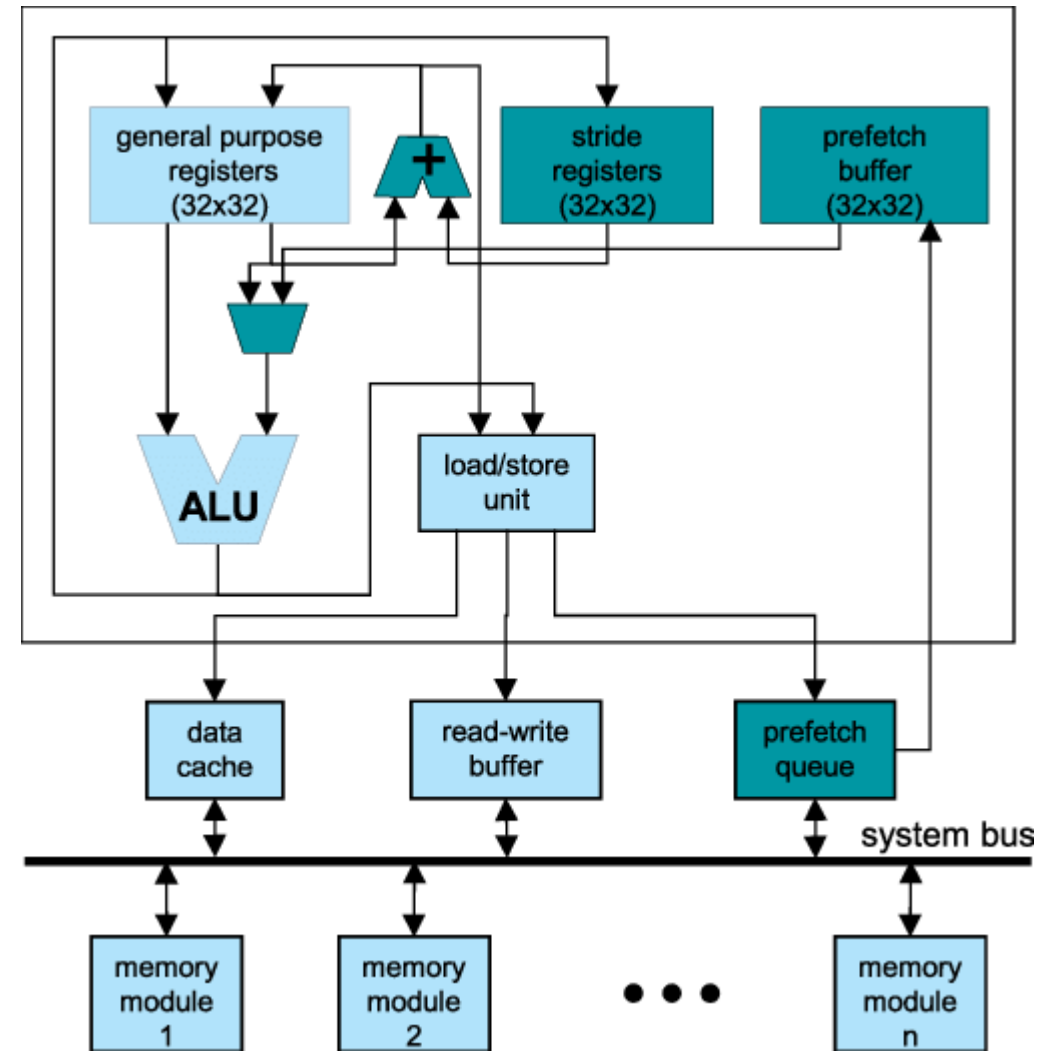 general purpose
registers
(32x32)
+
stride
registers
(32x32)
prefetch
buffer
(32x32)
ALU
load/store
unit
data
cache
read-write
buffer
prefetch
queue
system bus
memory
module
1
memory
module
2
memory
module
n